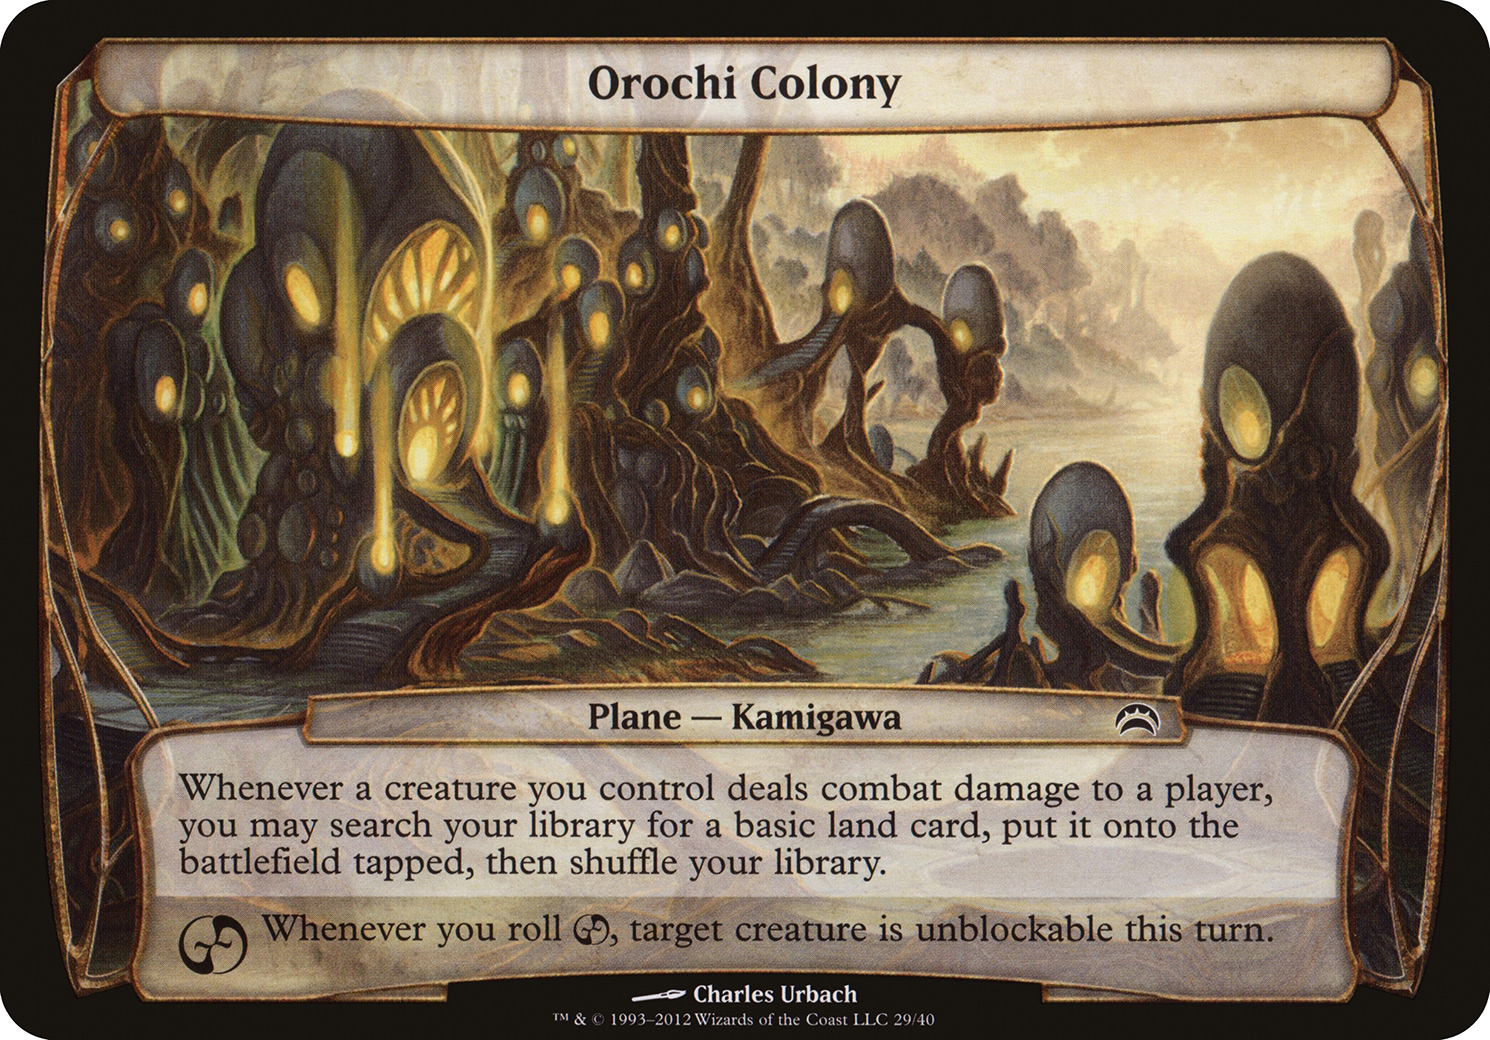 Orochi Colony
Plane — Kamigawa
Whenever a creature you control deals combat damage to a player,
you may search your library for a basic land card, put it onto the
battlefield tapped, then shuffle your library.
Whenever you roll , target creature is unblockable this turn.
Charles Urbach
™ & © 1993–2012 Wizards of the Coast LLC 29/40